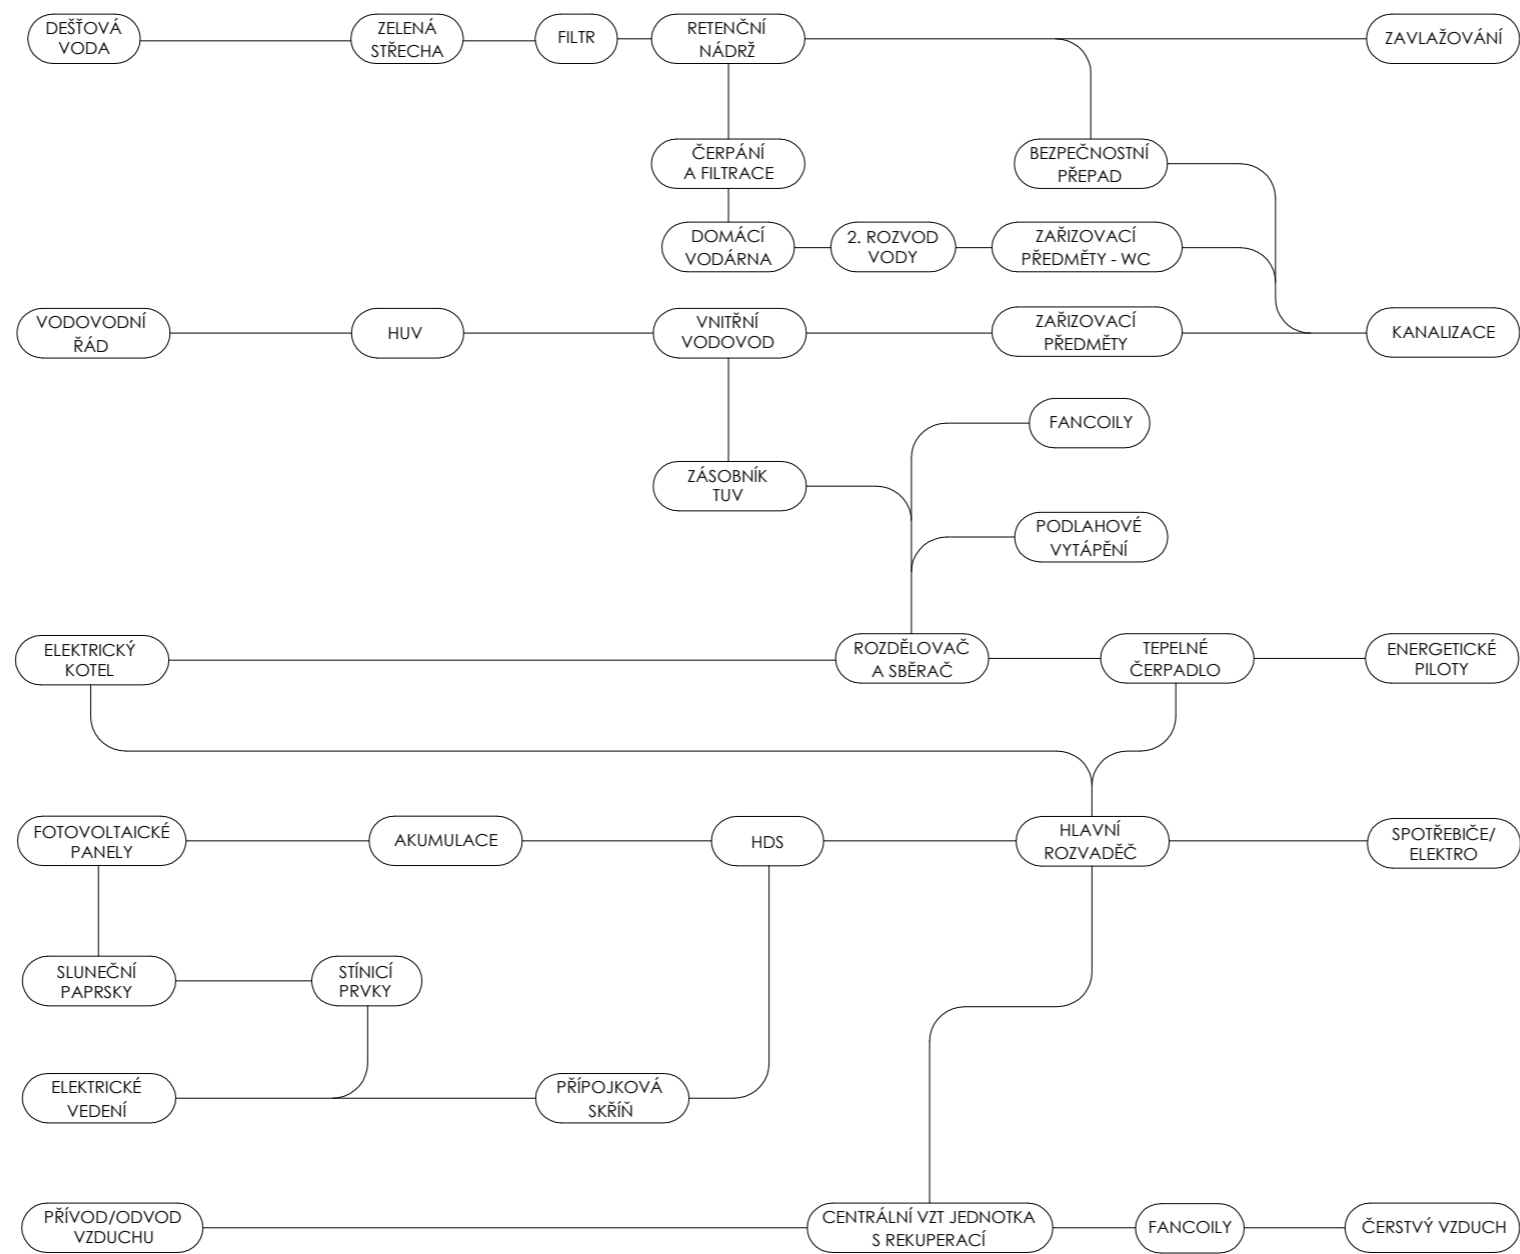 DEŠŤOVÁ
VODA
ZELENÁ
STŘECHA
FILTR
RETENČNÍ
NÁDRŽ
ZAVLAŽOVÁNÍ
ČERPÁNÍ
A FILTRACE
BEZPEČNOSTNÍ
PŘEPAD
DOMÁCÍ
VODÁRNA
2. ROZVOD
VODY
ZAŘIZOVACÍ
PŘEDMĚTY - WC
VODOVODNÍ
ŘÁD
HUV
VNITŘNÍ
VODOVOD
ZAŘIZOVACÍ
PŘEDMĚTY
KANALIZACE
FANCOILY
ZÁSOBNÍK
TUV
PODLAHOVÉ
VYTÁPĚNÍ
ELEKTRICKÝ
KOTEL
ROZDĚLOVAČ
A SBĚRAČ
TEPELNÉ
ČERPADLO
ENERGETICKÉ
PILOTY
FOTOVOLTAICKÉ
PANELY
AKUMULACE
HDS
HLAVNÍ
ROZVADĚČ
SPOTŘEBIČE/
ELEKTRO
SLUNEČNÍ
PAPRSKY
STÍNICÍ
PRVKY
ELEKTRICKÉ
VEDENÍ
PŘÍPOJKOVÁ
SKŘÍŇ
PŘÍVOD/ODVOD
VZDUCHU
CENTRÁLNÍ VZT JEDNOTKA
S REKUPERACÍ
FANCOILY
ČERSTVÝ VZDUCH